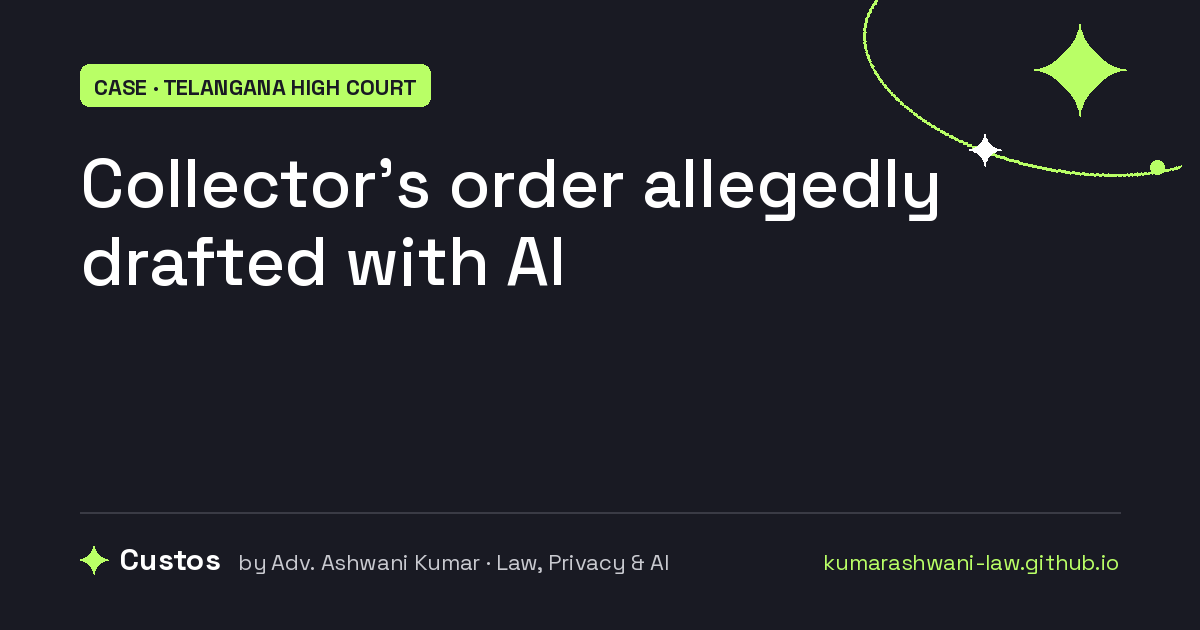 CASE · TELANGANA HIGH COURT
Collector’s order allegedly
drafted with AI
Custos by Adv. Ashwani Kumar · Law, Privacy & AI
kumarashwani-law.github.io